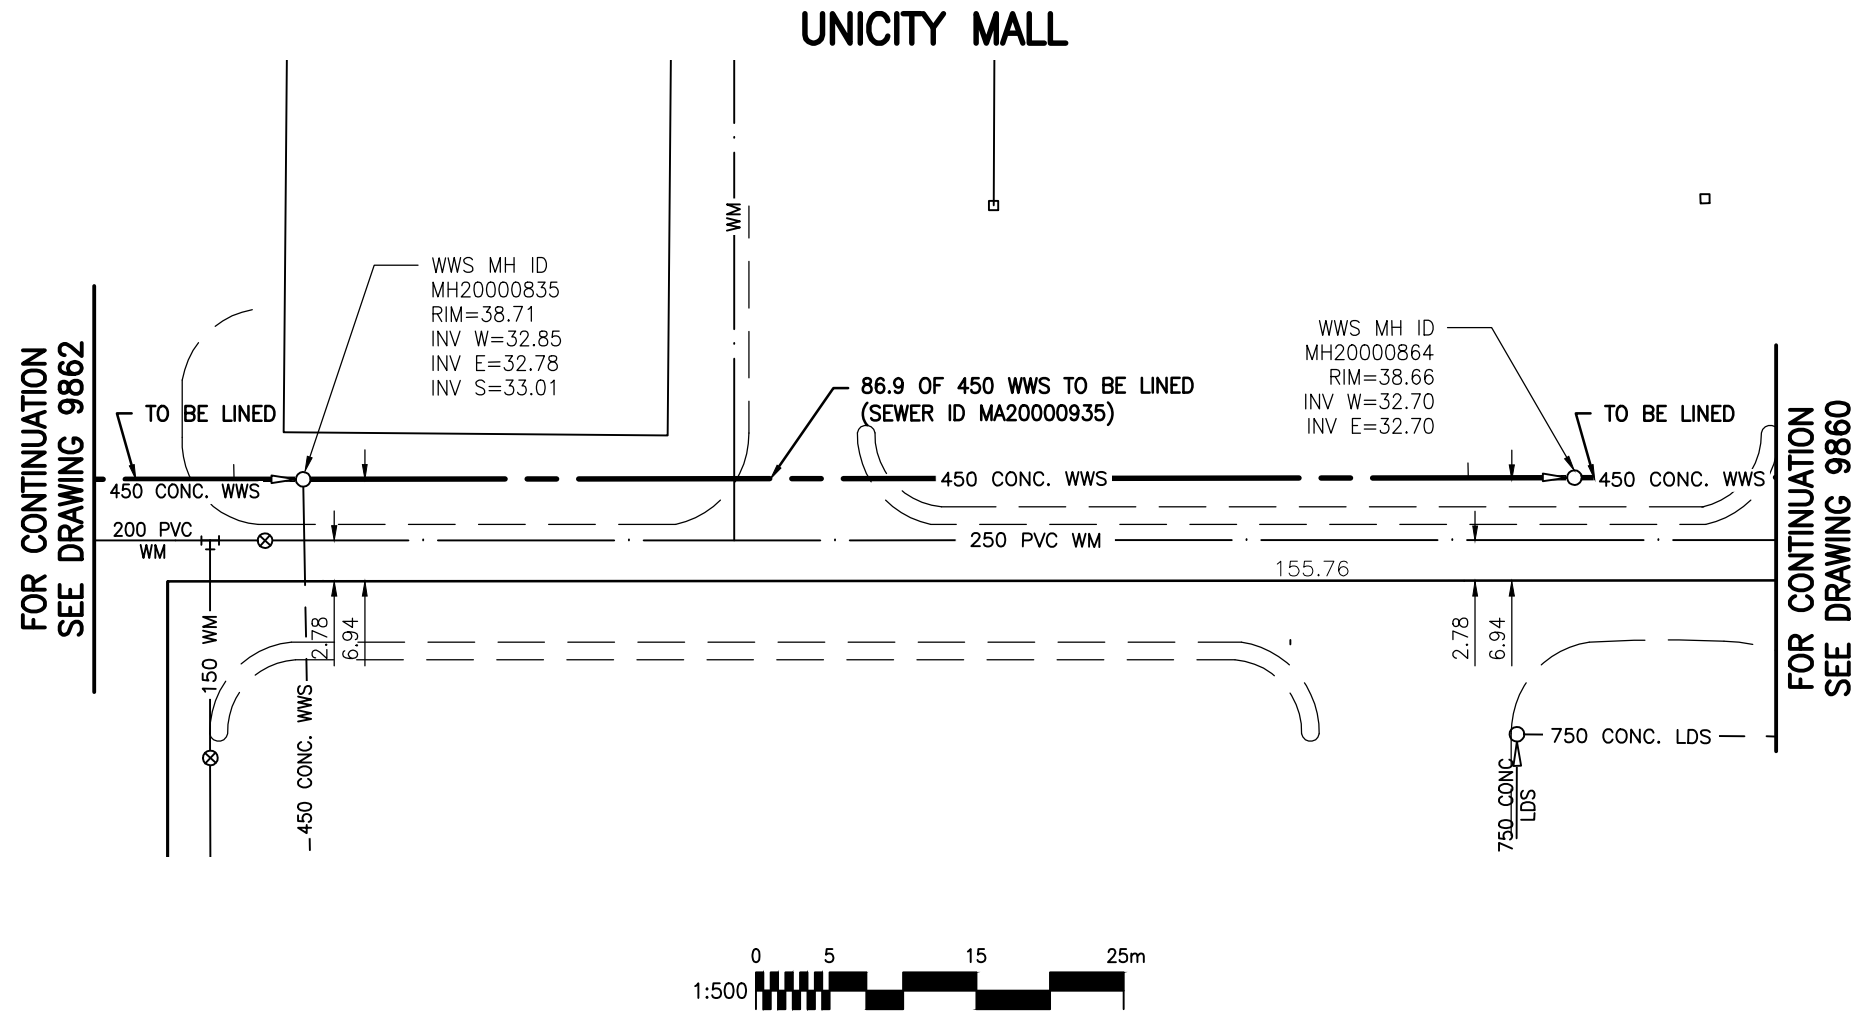 UNICITY MALL
FOR CONTINUATION
SEE DRAWING 9862
WM
WWS MH ID
MH20000835
RIM=38.71
INV W=32.85
INV E=32.78
INV S=33.01
WWS MH ID
MH20000864
RIM=38.66
INV W=32.70
INV E=32.70
86.9 OF 450 WWS TO BE LINED
(SEWER ID MA20000935)
TO BE LINED
TO BE LINED
450 CONC. WWS
450 CONC. WWS
450 CONC. WWS
200 PVC
WM
250 PVC WM
155.76
150 WM
2.78
6.94
2.78
6.94
450 CONC. WWS
750 CONC. LDS
750 CONC
LDS
FOR CONTINUATION
SEE DRAWING 9860
0 5 15 25m
1:500